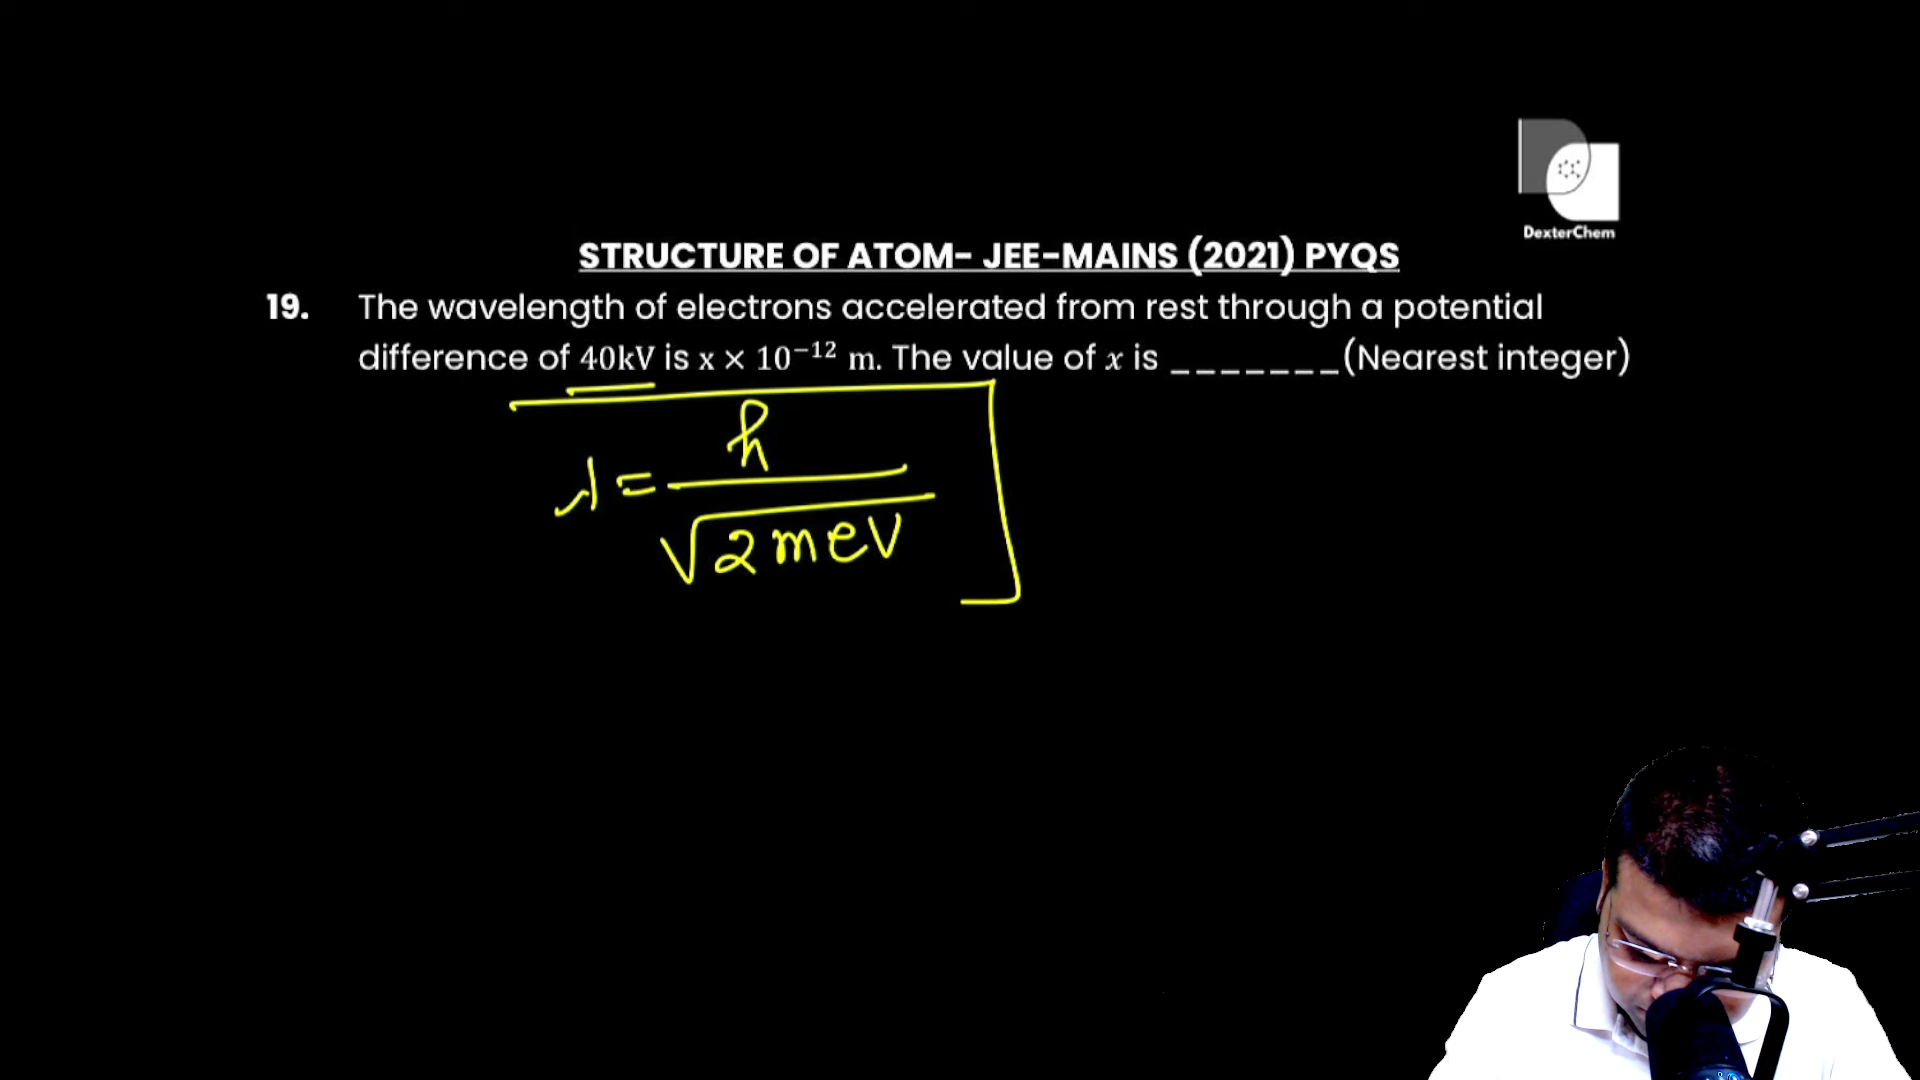 DexterChem
STRUCTURE OF ATOM- JEE-MAINS (2021) PYQS
19. The wavelength of electrons accelerated from rest through a potential
difference of 40kV is x × 10⁻¹² m. The value of x is _______(Nearest integer)
λ = h
√2meV